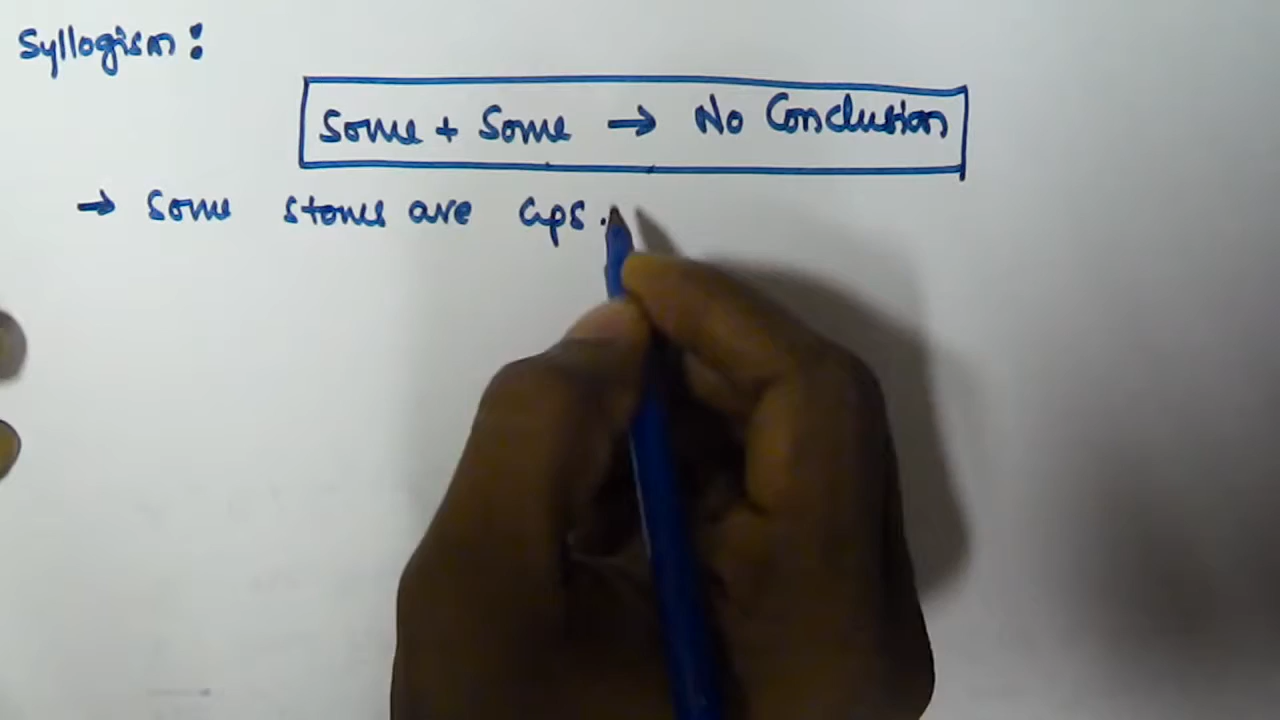 Syllogism:
Some + Some → No Conclusion
→ Some stones are cups.